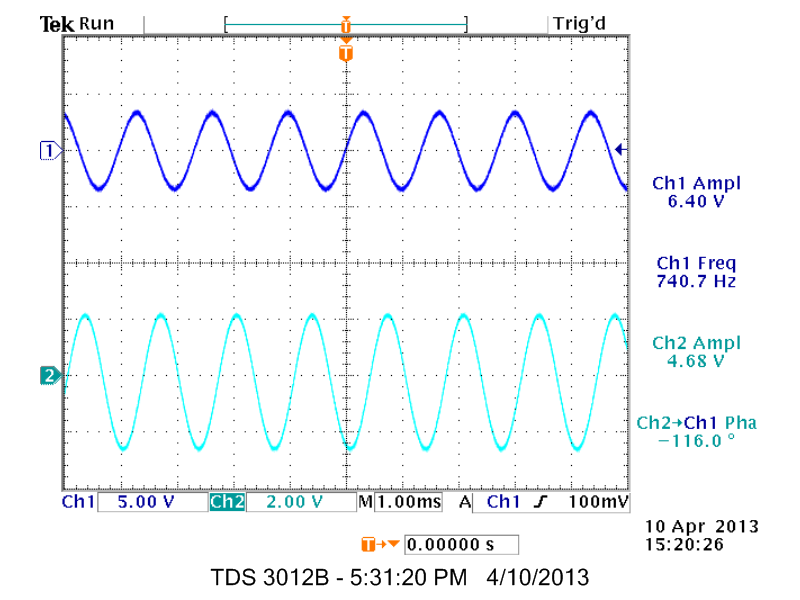 Tek Run Trig'd
T
T
1
Ch1 Ampl
6.40 V
Ch1 Freq
740.7 Hz
Ch2 Ampl
4.68 V
2
Ch2→Ch1 Pha
−116.0 °
Ch1 5.00 V Ch2 2.00 V M 1.00ms A Ch1 ƒ 100mV
10 Apr 2013
T→▼ 0.00000 s 15:20:26
TDS 3012B - 5:31:20 PM 4/10/2013